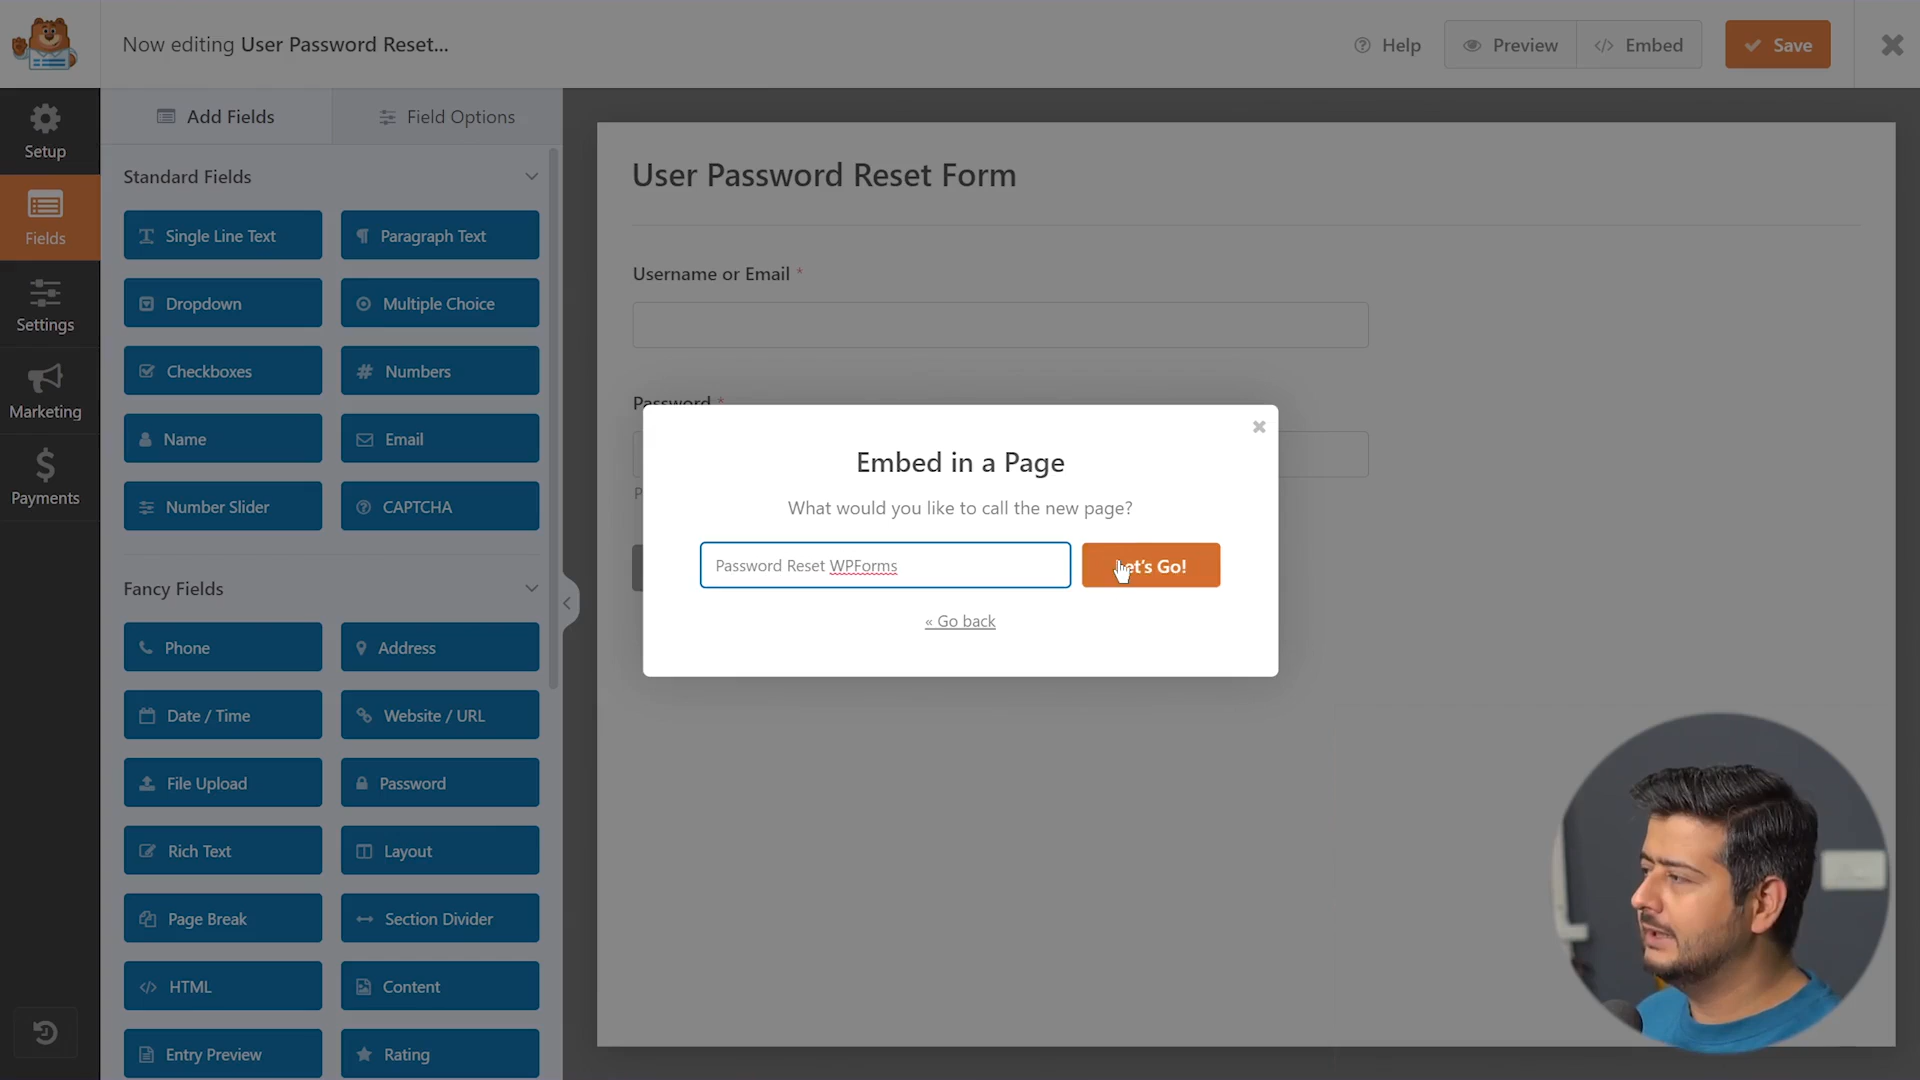 Now editing User Password Reset...
Help
Preview
Embed
Save
Setup
Fields
Settings
Marketing
Payments
Add Fields
Field Options
Standard Fields
Single Line Text
Paragraph Text
Dropdown
Multiple Choice
Checkboxes
Numbers
Name
Email
Number Slider
CAPTCHA
Fancy Fields
Phone
Address
Date / Time
Website / URL
File Upload
Password
Rich Text
Layout
Page Break
Section Divider
HTML
Content
Entry Preview
Rating
User Password Reset Form
Username or Email *
Password *
Embed in a Page
What would you like to call the new page?
Password Reset WPForms
Let's Go!
« Go back